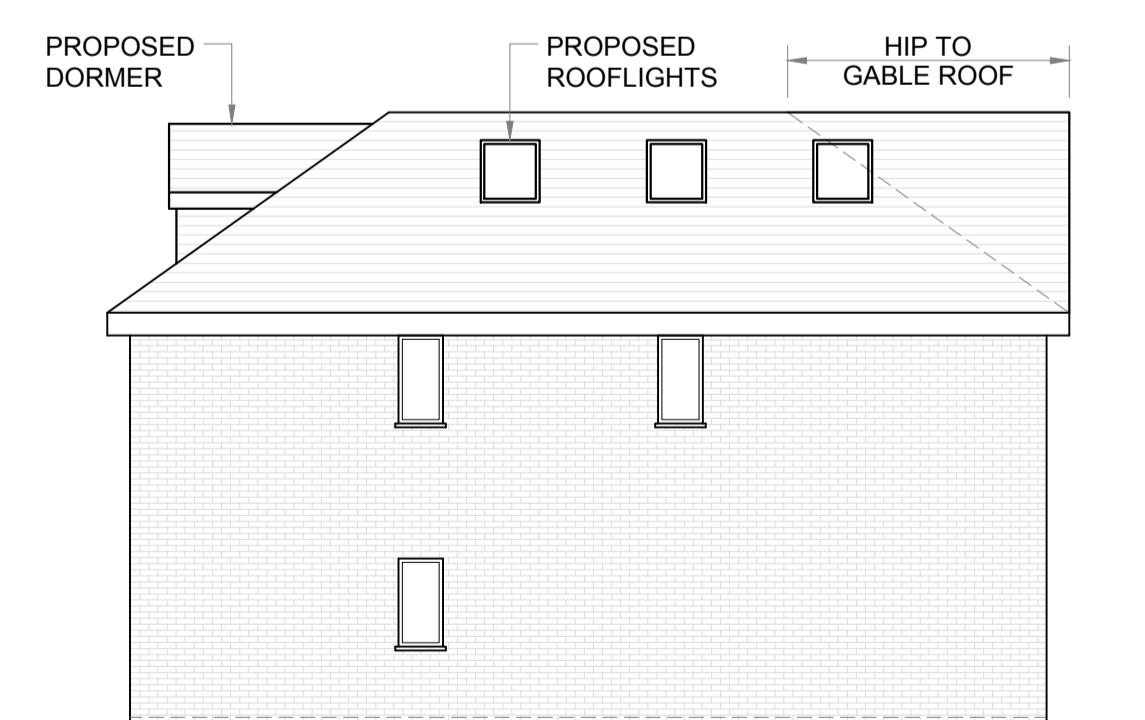 PROPOSED
DORMER
PROPOSED
ROOFLIGHTS
HIP TO
GABLE ROOF